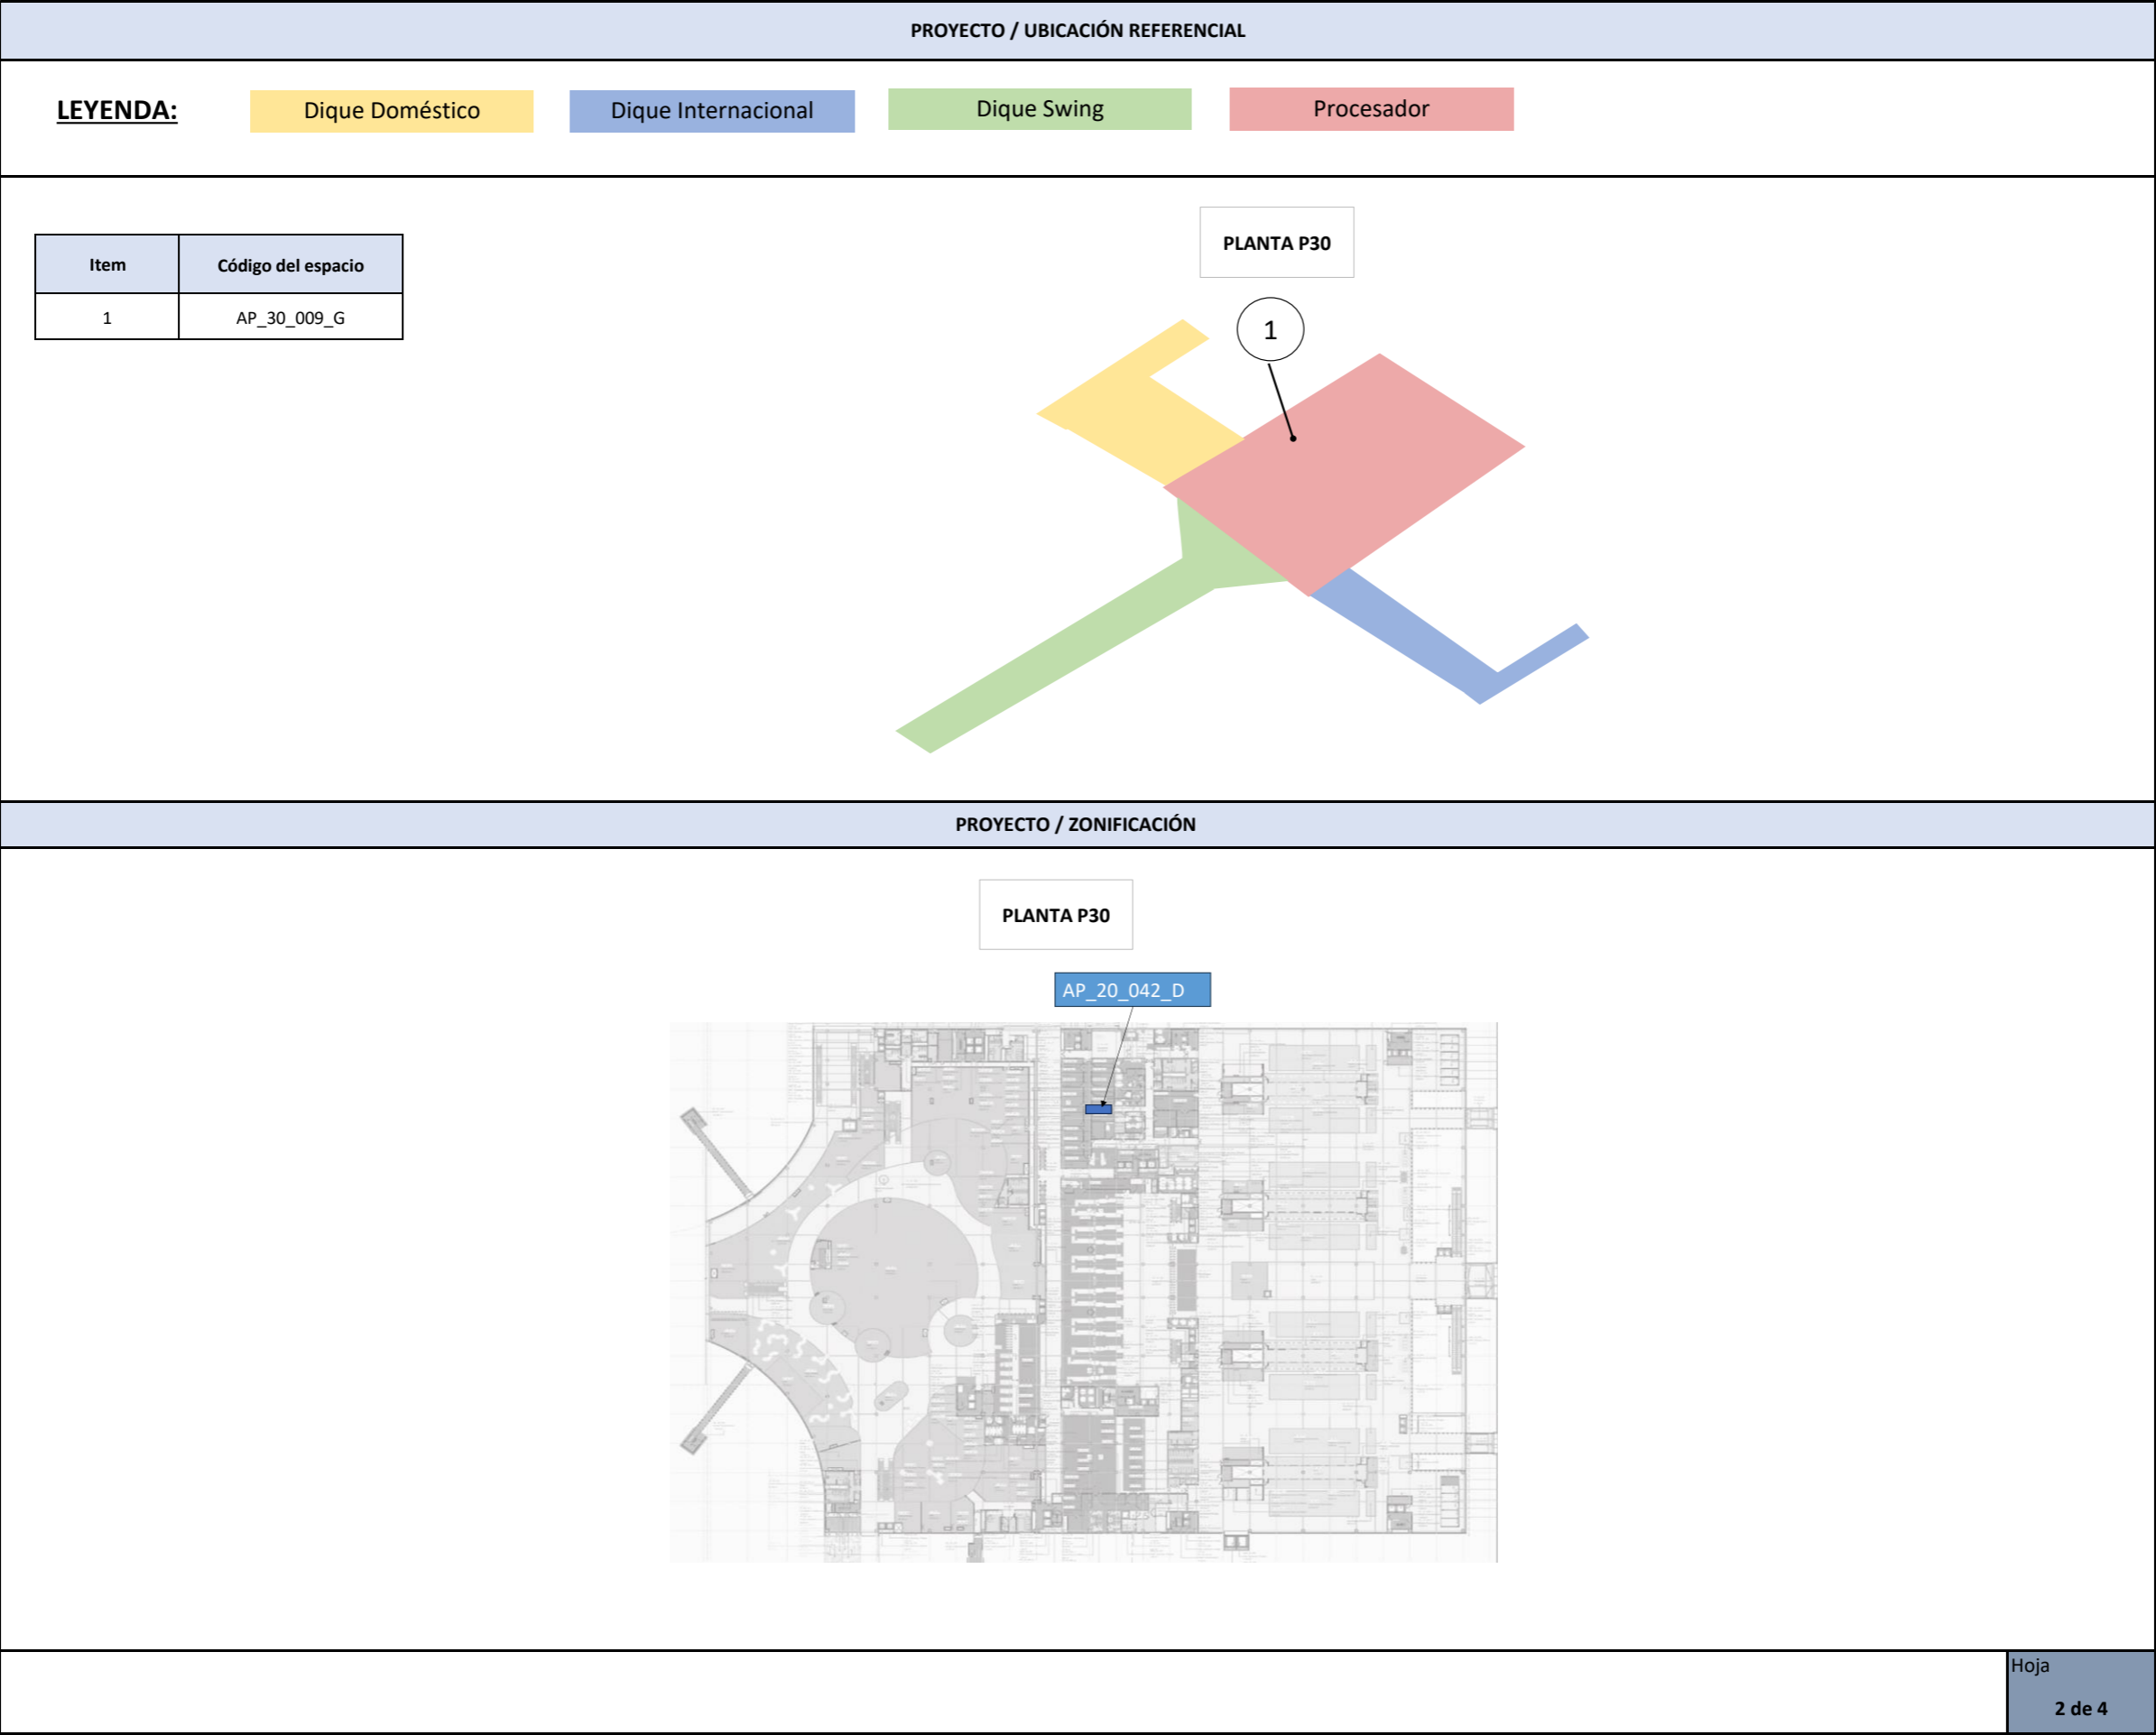 PROYECTO / UBICACIÓN REFERENCIAL
LEYENDA:
Dique Doméstico
Dique Internacional
Dique Swing
Procesador
Item
Código del espacio
1
AP_30_009_G
PLANTA P30
1
PROYECTO / ZONIFICACIÓN
PLANTA P30
AP_20_042_D
Hoja
2 de 4